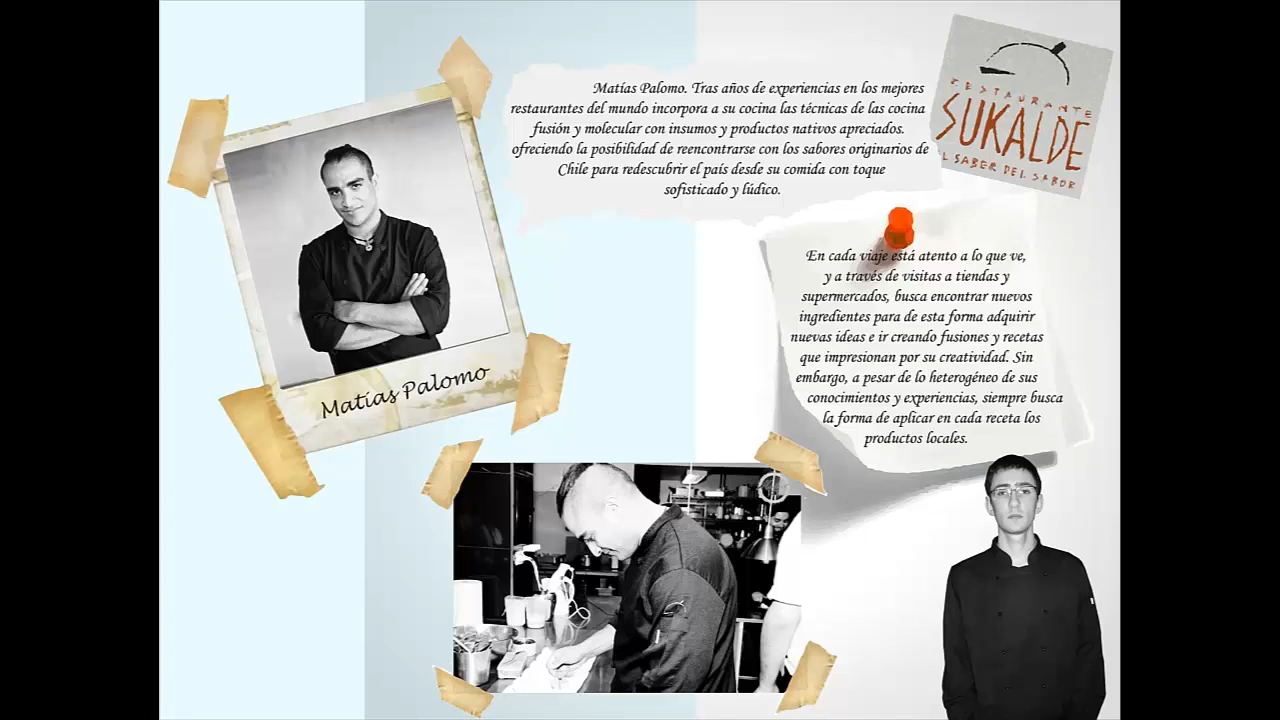 Matías Palomo. Tras años de experiencias en los mejores
restaurantes del mundo incorpora a su cocina las técnicas de las cocina
fusión y molecular con insumos y productos nativos apreciados.
ofreciendo la posibilidad de reencontrarse con los sabores originarios de
Chile para redescubrir el país desde su comida con toque
sofisticado y lúdico.
RESTAURANTE
SUKALDE
EL SABER DEL SABOR
En cada viaje está atento a lo que ve,
y a través de visitas a tiendas y
supermercados, busca encontrar nuevos
ingredientes para de esta forma adquirir
nuevas ideas e ir creando fusiones y recetas
que impresionan por su creatividad. Sin
embargo, a pesar de lo heterogéneo de sus
conocimientos y experiencias, siempre busca
la forma de aplicar en cada receta los
productos locales.
Matías Palomo